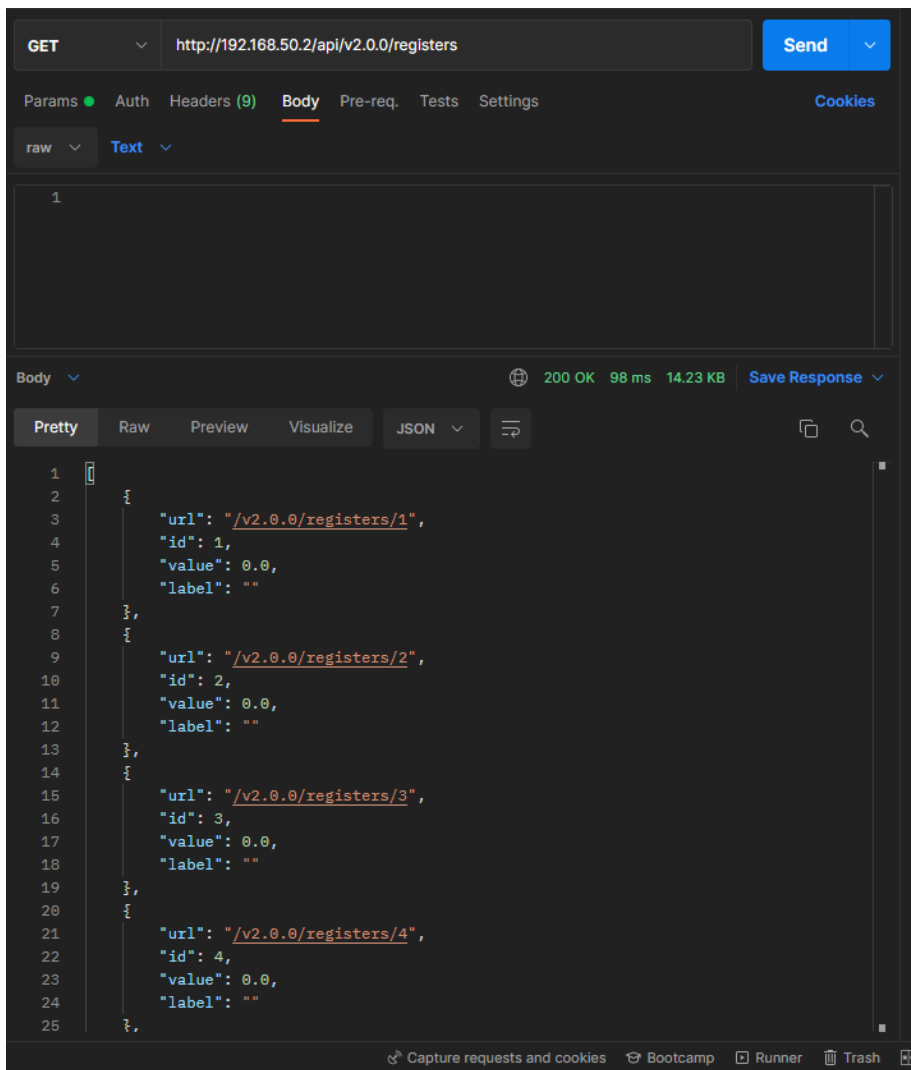 GET http://192.168.50.2/api/v2.0.0/registers Send
Params Auth Headers (9) Body Pre-req. Tests Settings Cookies
raw Text
1
Body 200 OK 98 ms 14.23 KB Save Response
Pretty Raw Preview Visualize JSON
1 [
2 {
3 "url": "/v2.0.0/registers/1",
4 "id": 1,
5 "value": 0.0,
6 "label": ""
7 },
8 {
9 "url": "/v2.0.0/registers/2",
10 "id": 2,
11 "value": 0.0,
12 "label": ""
13 },
14 {
15 "url": "/v2.0.0/registers/3",
16 "id": 3,
17 "value": 0.0,
18 "label": ""
19 },
20 {
21 "url": "/v2.0.0/registers/4",
22 "id": 4,
23 "value": 0.0,
24 "label": ""
25 },
Capture requests and cookies Bootcamp Runner Trash